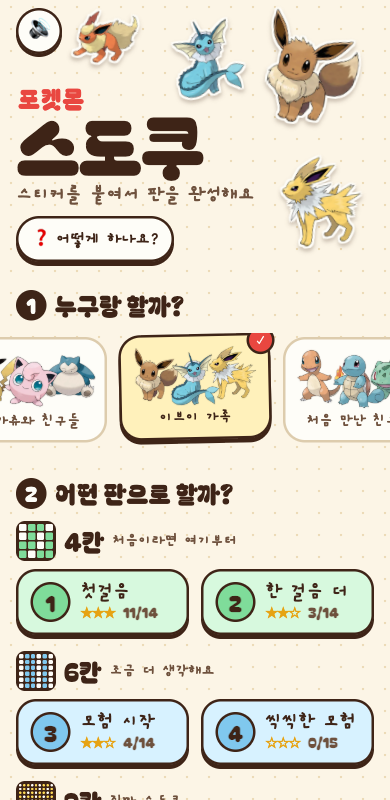 포켓몬
스도쿠
스티커를 붙여서 판을 완성해요
? 어떻게 하나요?
1 누구랑 할까?
친구들
이브이 가족
처음 만난 친
2 어떤 판으로 할까?
4칸 처음이라면 여기부터
1 첫걸음
★★★ 11/14
2 한 걸음 더
★★☆ 3/14
6칸 조금 더 생각해요
3 모험 시작
★★☆ 4/14
4 씩씩한 모험
☆☆☆ 0/15